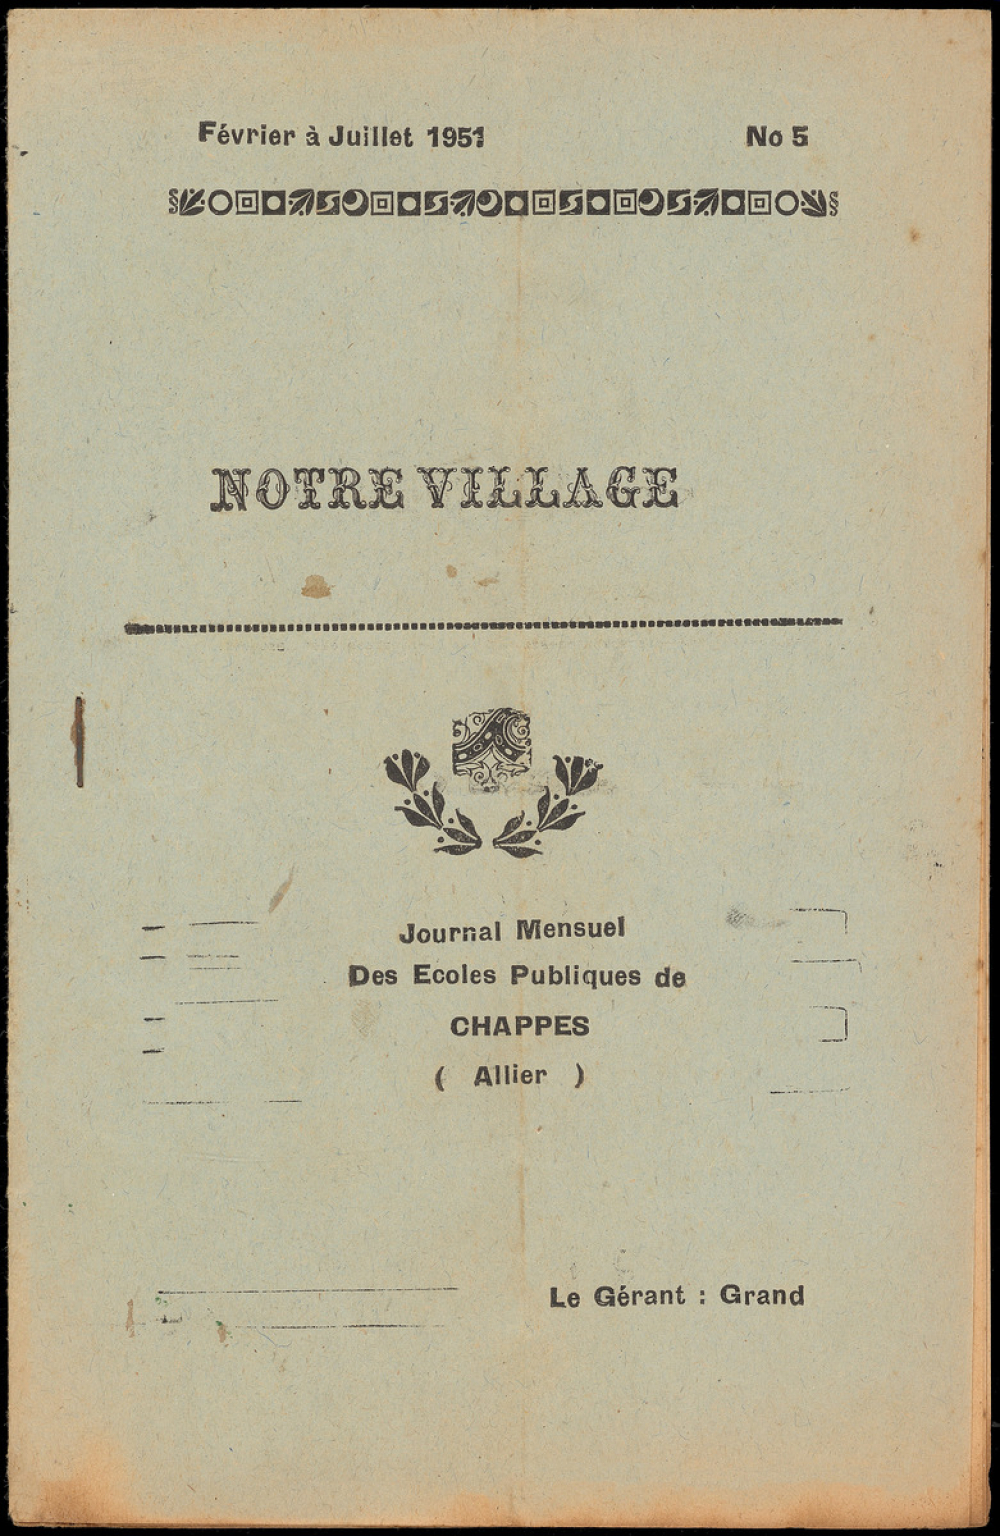 Février à Juillet 1951 No 5
NOTRE VILLAGE
Journal Mensuel
Des Ecoles Publiques de
CHAPPES
( Allier )
Le Gérant : Grand